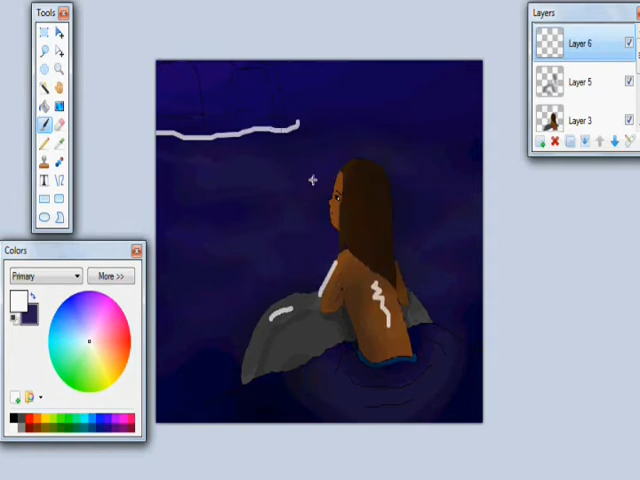 Tools
T
Layers
Layer 6
Layer 5
Layer 3
Colors
Primary
More >>